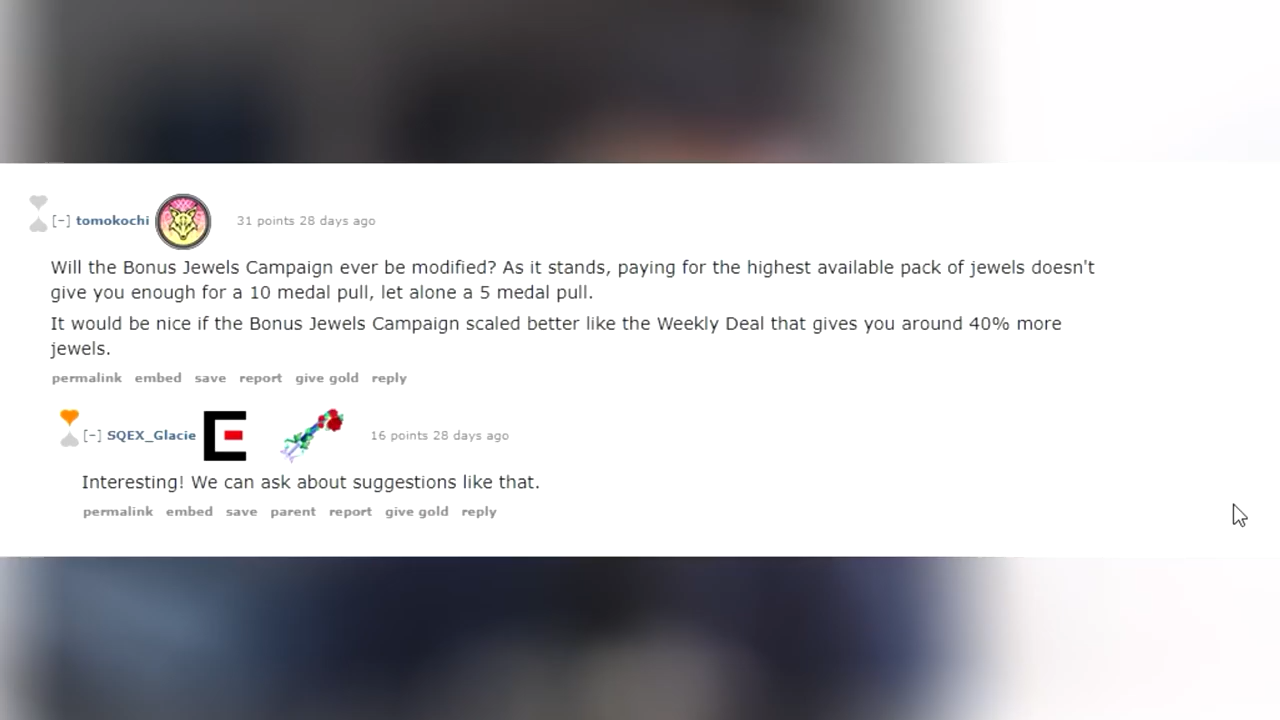 [–] tomokochi 31 points 28 days ago
Will the Bonus Jewels Campaign ever be modified? As it stands, paying for the highest available pack of jewels doesn't
give you enough for a 10 medal pull, let alone a 5 medal pull.
It would be nice if the Bonus Jewels Campaign scaled better like the Weekly Deal that gives you around 40% more
jewels.
permalink embed save report give gold reply
[–] SQEX_Glacie 16 points 28 days ago
Interesting! We can ask about suggestions like that.
permalink embed save parent report give gold reply